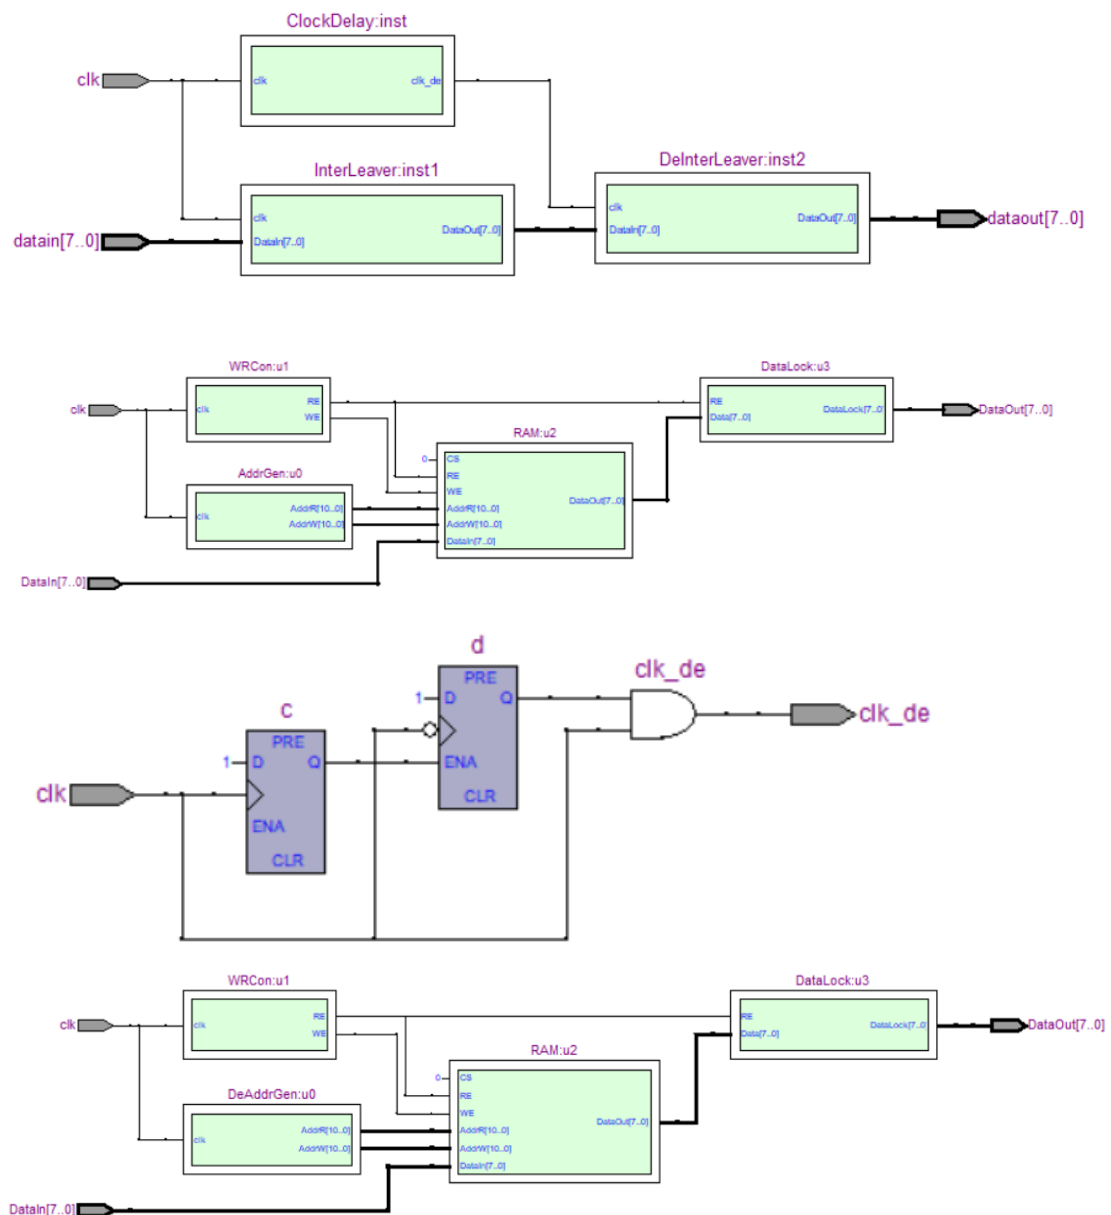 ClockDelay:inst
clk
clk
clk_de
InterLeaver:inst1
clk
datain[7..0]
DataIn[7..0]
DataOut[7..0]
DeInterLeaver:inst2
clk
DataIn[7..0]
DataOut[7..0]
dataout[7..0]
WRCon:u1
clk
clk
RE
WE
AddrGen:u0
clk
AddrR[10..0]
AddrW[10..0]
DataIn[7..0]
RAM:u2
0
CS
RE
WE
AddrR[10..0]
AddrW[10..0]
DataIn[7..0]
DataOut[7..0]
DataLock:u3
RE
Data[7..0]
DataLock[7..0]
DataOut[7..0]
clk
c
PRE
1
D
Q
ENA
CLR
d
PRE
1
D
Q
ENA
CLR
clk_de
clk_de
WRCon:u1
clk
clk
RE
WE
DeAddrGen:u0
clk
AddrR[10..0]
AddrW[10..0]
DataIn[7..0]
RAM:u2
0
CS
RE
WE
AddrR[10..0]
AddrW[10..0]
DataIn[7..0]
DataOut[7..0]
DataLock:u3
RE
Data[7..0]
DataLock[7..0]
DataOut[7..0]